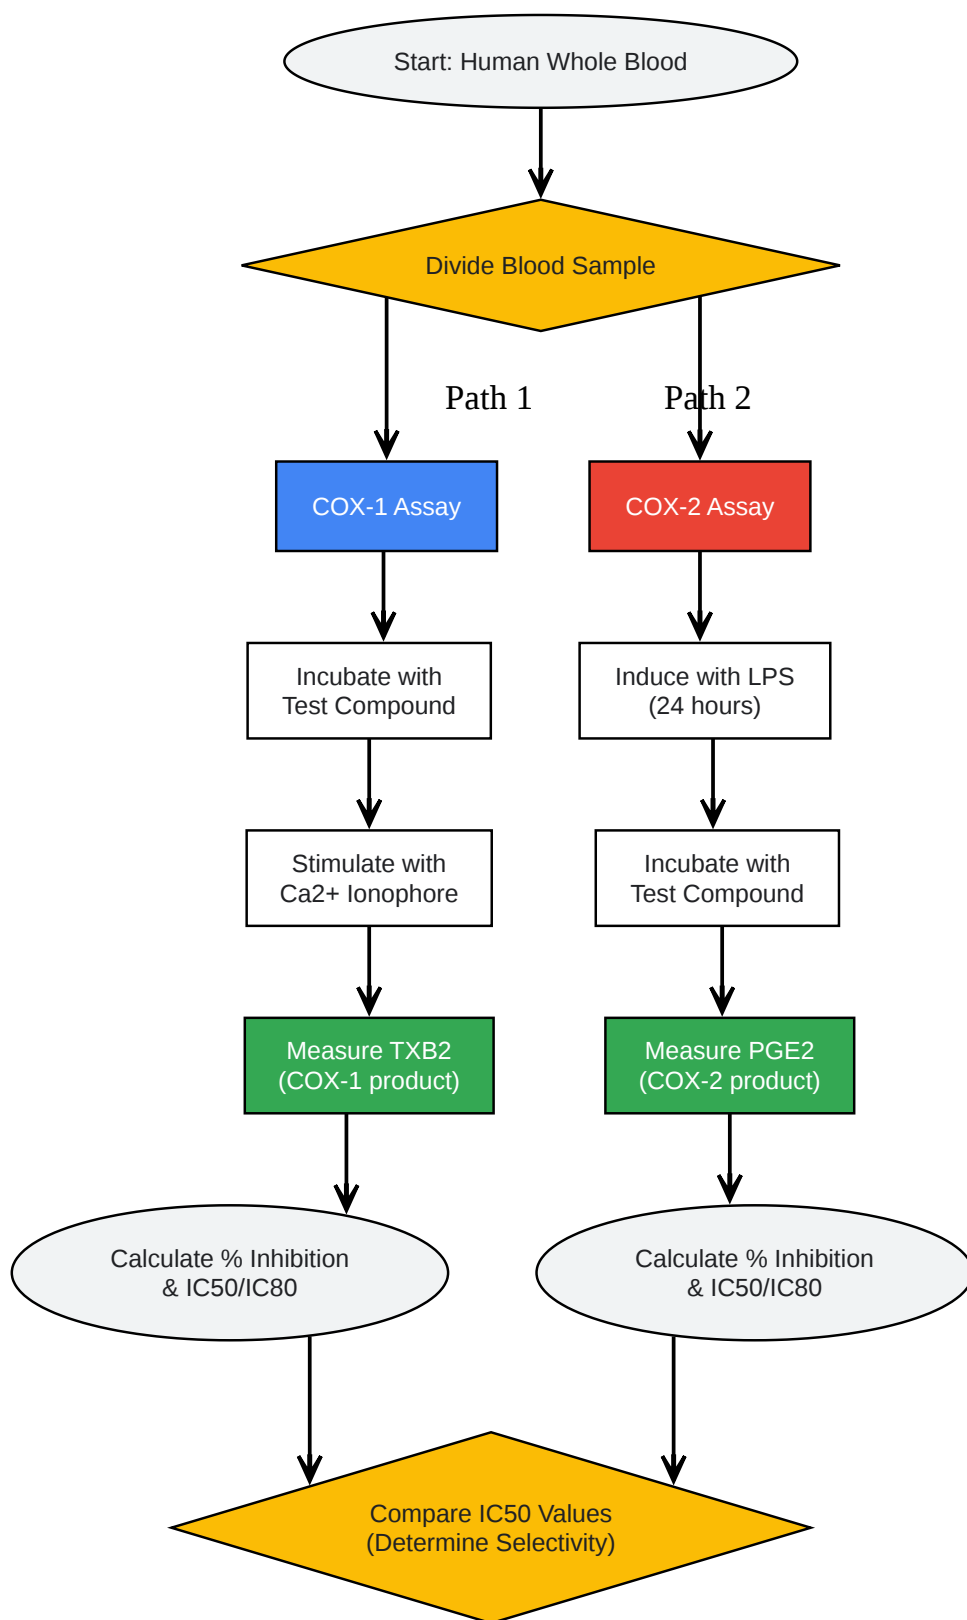 Start: Human Whole Blood
Divide Blood Sample
Path 1
Path 2
COX-1 Assay
COX-2 Assay
Incubate with
Test Compound
Induce with LPS
(24 hours)
Stimulate with
Ca2+ Ionophore
Incubate with
Test Compound
Measure TXB2
(COX-1 product)
Measure PGE2
(COX-2 product)
Calculate % Inhibition
& IC50/IC80
Calculate % Inhibition
& IC50/IC80
Compare IC50 Values
(Determine Selectivity)